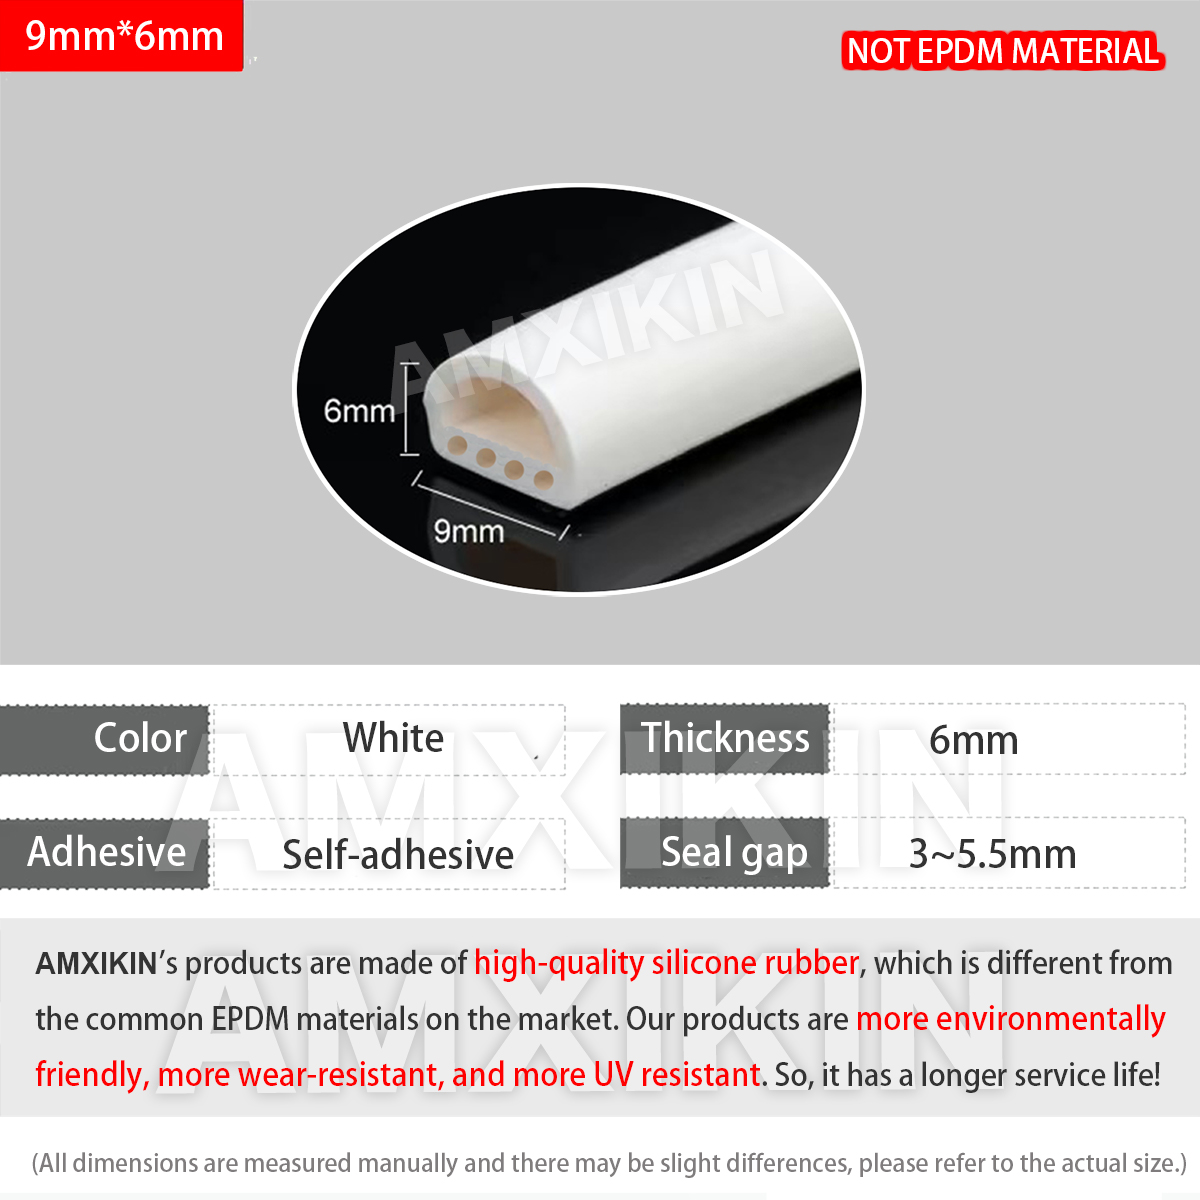 9mm*6mm
NOT EPDM MATERIAL
AMXIKIN
6mm
9mm
Color White Thickness 6mm
AMXIKIN
Adhesive Self-adhesive Seal gap 3~5.5mm
AMXIKIN's products are made of high-quality silicone rubber, which is different from
the common EPDM materials on the market. Our products are more environmentally
friendly, more wear-resistant, and more UV resistant. So, it has a longer service life!
AMXIKIN
(All dimensions are measured manually and there may be slight differences, please refer to the actual size.)